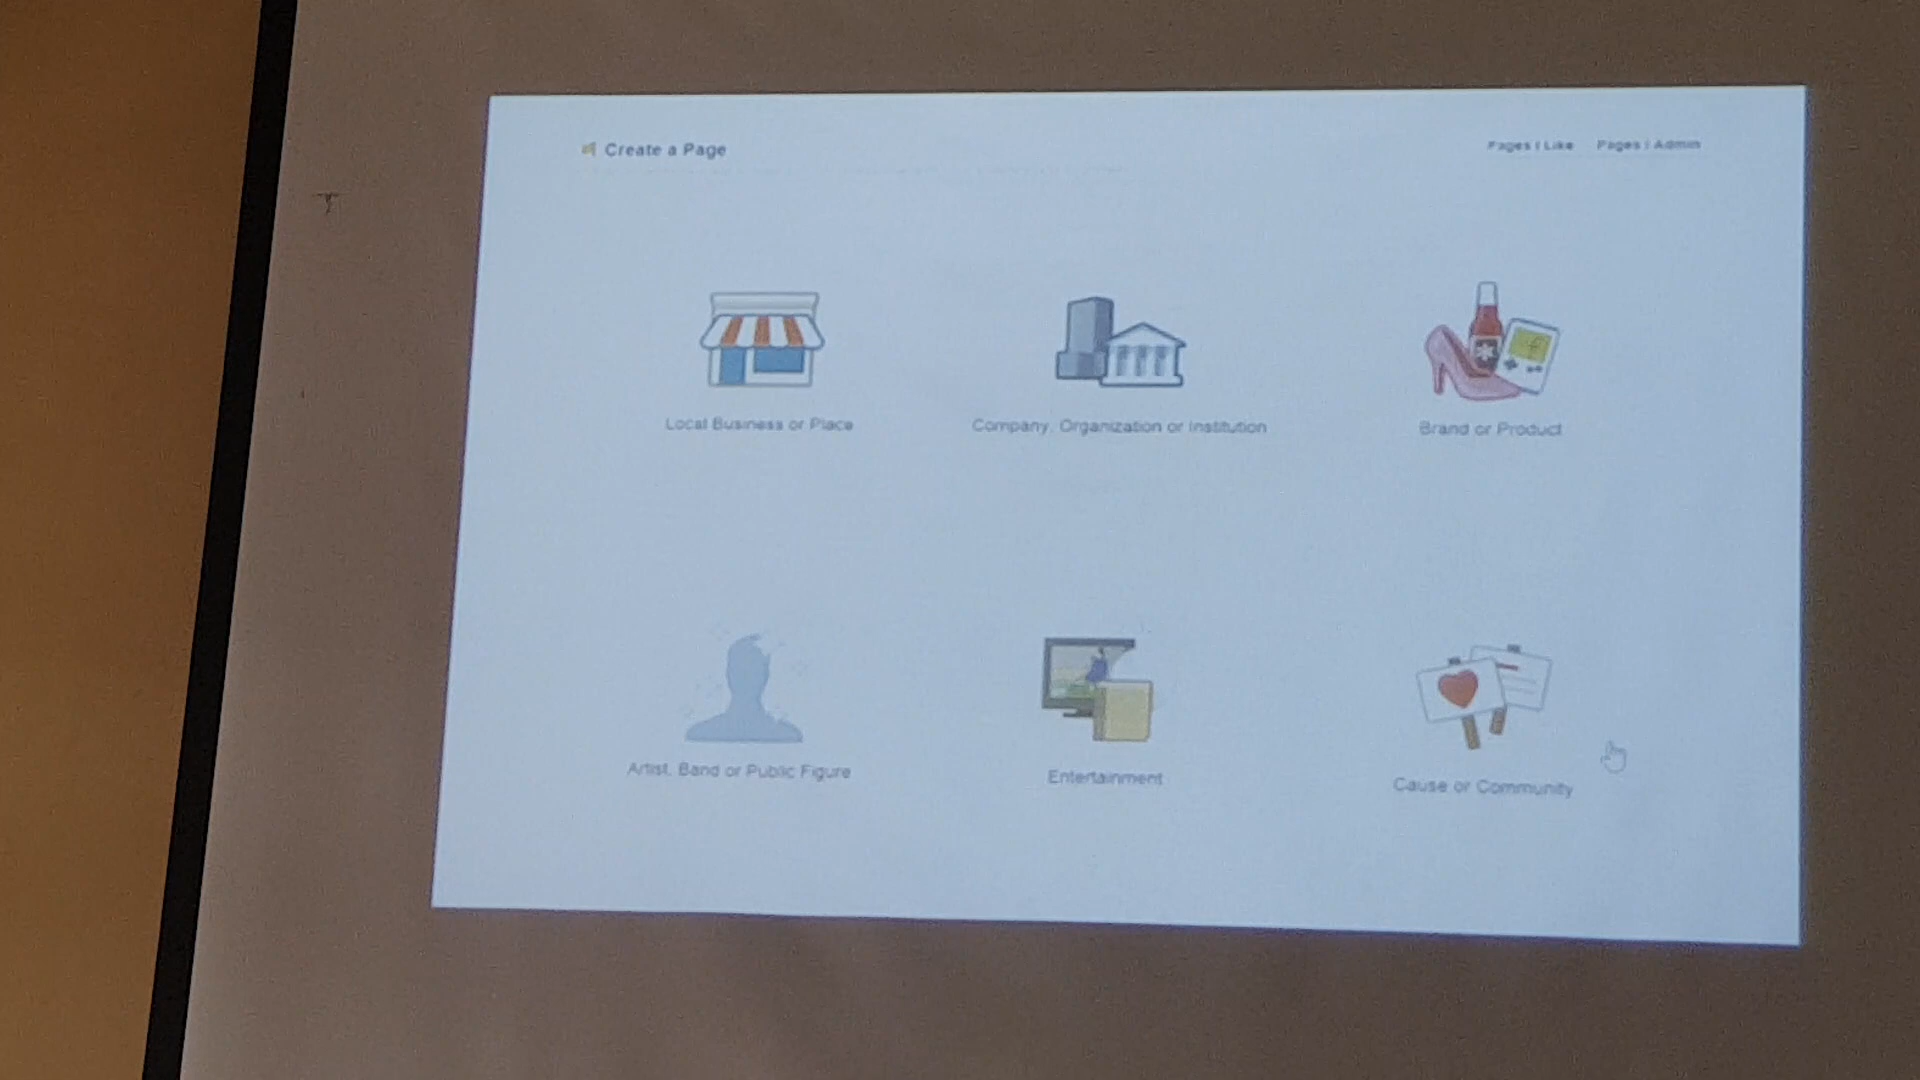 Create a Page
Pages I Like Pages I Admin
Local Business or Place
Company, Organization or Institution
Brand or Product
Artist, Band or Public Figure
Entertainment
Cause or Community